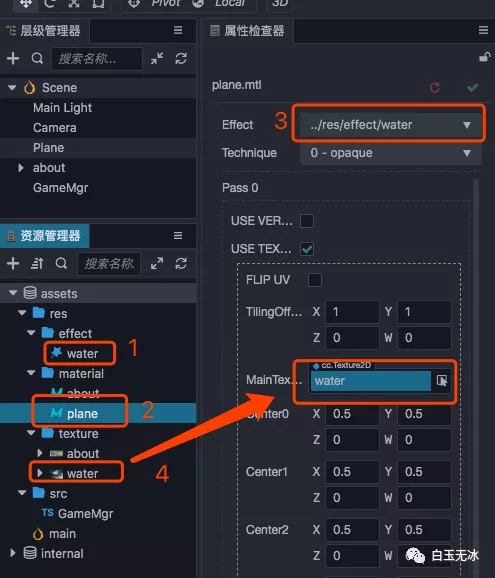 Pivot
Local
3D
层级管理器
搜索名称...
Scene
Main Light
Camera
Plane
about
GameMgr
资源管理器
搜索名称.
assets
res
effect
water
1
material
about
plane
2
texture
about
water
4
src
TS GameMgr
main
internal
属性检查器
plane.mtl
Effect
3
../res/effect/water
Technique
0 - opaque
Pass 0
USE VER...
USE TEX...
FLIP UV
TilingOff...
X 1 Y 1
Z 0 W 0
cc.Texture2D
MainTex...
water
Center0
X 0.5 Y 0.5
Z 0 W 0
Center1
X 0.5 Y 0.5
Z 0 W 0
Center2
X 0.5 Y 0.5
Z 0 W
白玉无冰